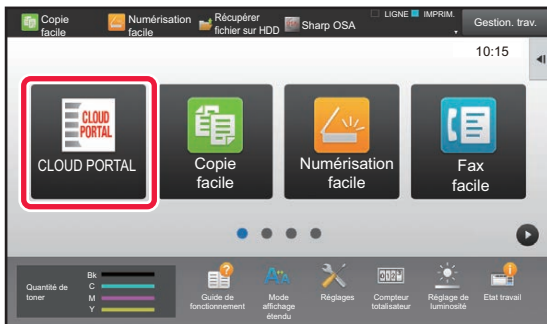 Copie facile
Numérisation facile
Récupérer fichier sur HDD
Sharp OSA
LIGNE
IMPRIM.
Gestion. trav.
10:15
CLOUD PORTAL
CLOUD PORTAL
Copie facile
Numérisation facile
Fax facile
Quantité de toner
Bk
C
M
Y
Guide de fonctionnement
Mode affichage étendu
Réglages
Compteur totalisateur
Réglage de luminosité
Etat travail